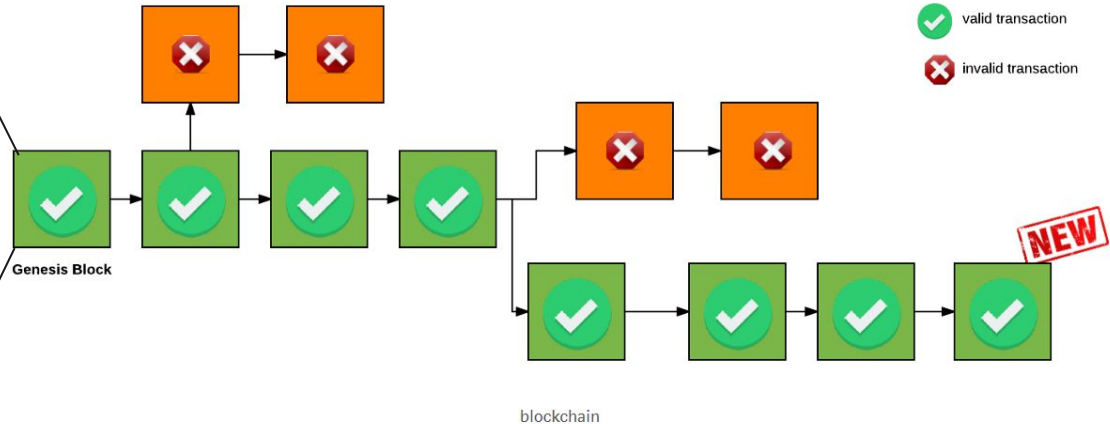 valid transaction
invalid transaction
NEW
Genesis Block
blockchain